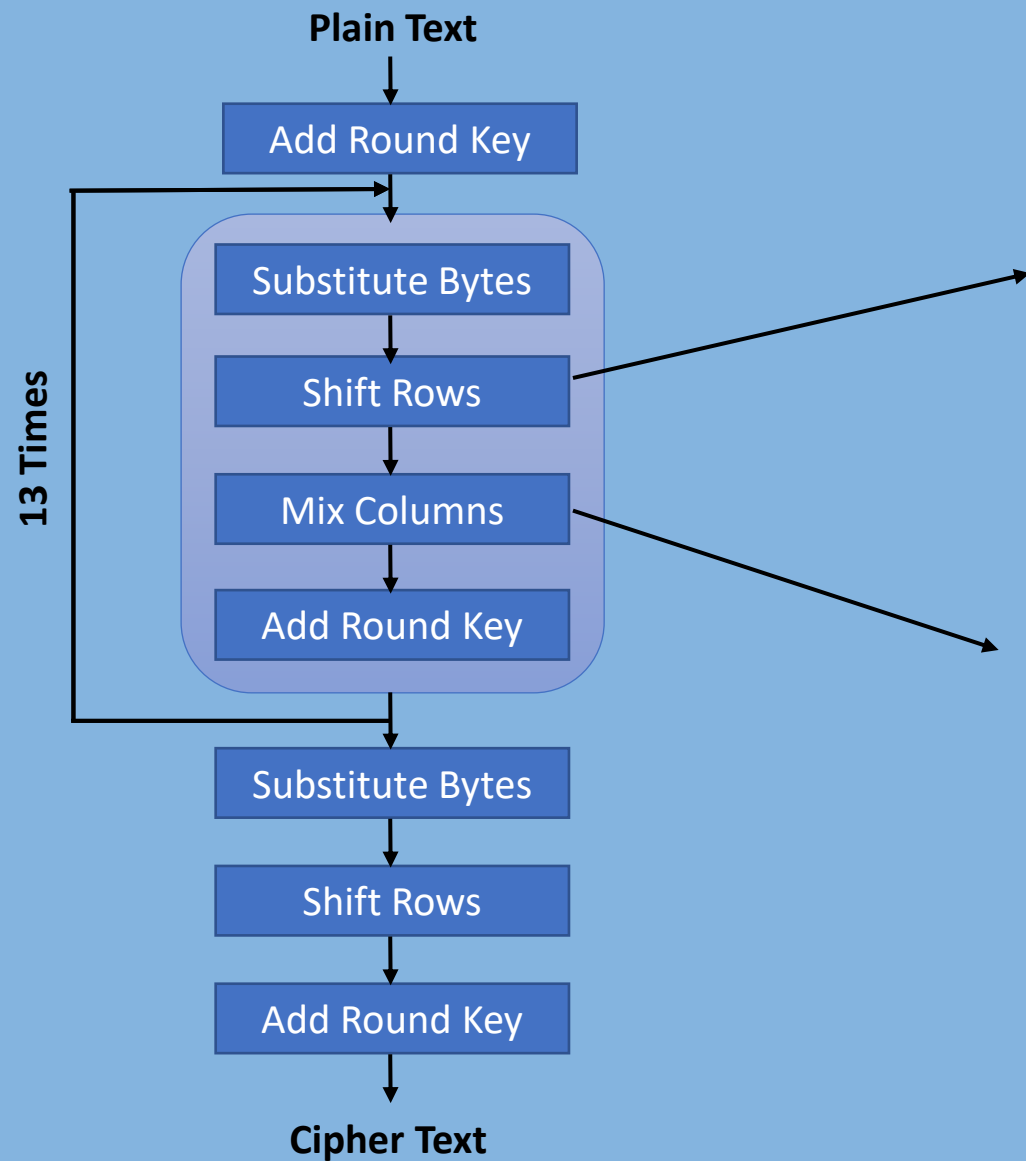 Plain Text
Add Round Key
Substitute Bytes
Shift Rows
13 Times
Mix Columns
Add Round Key
Substitute Bytes
Shift Rows
Add Round Key
Cipher Text